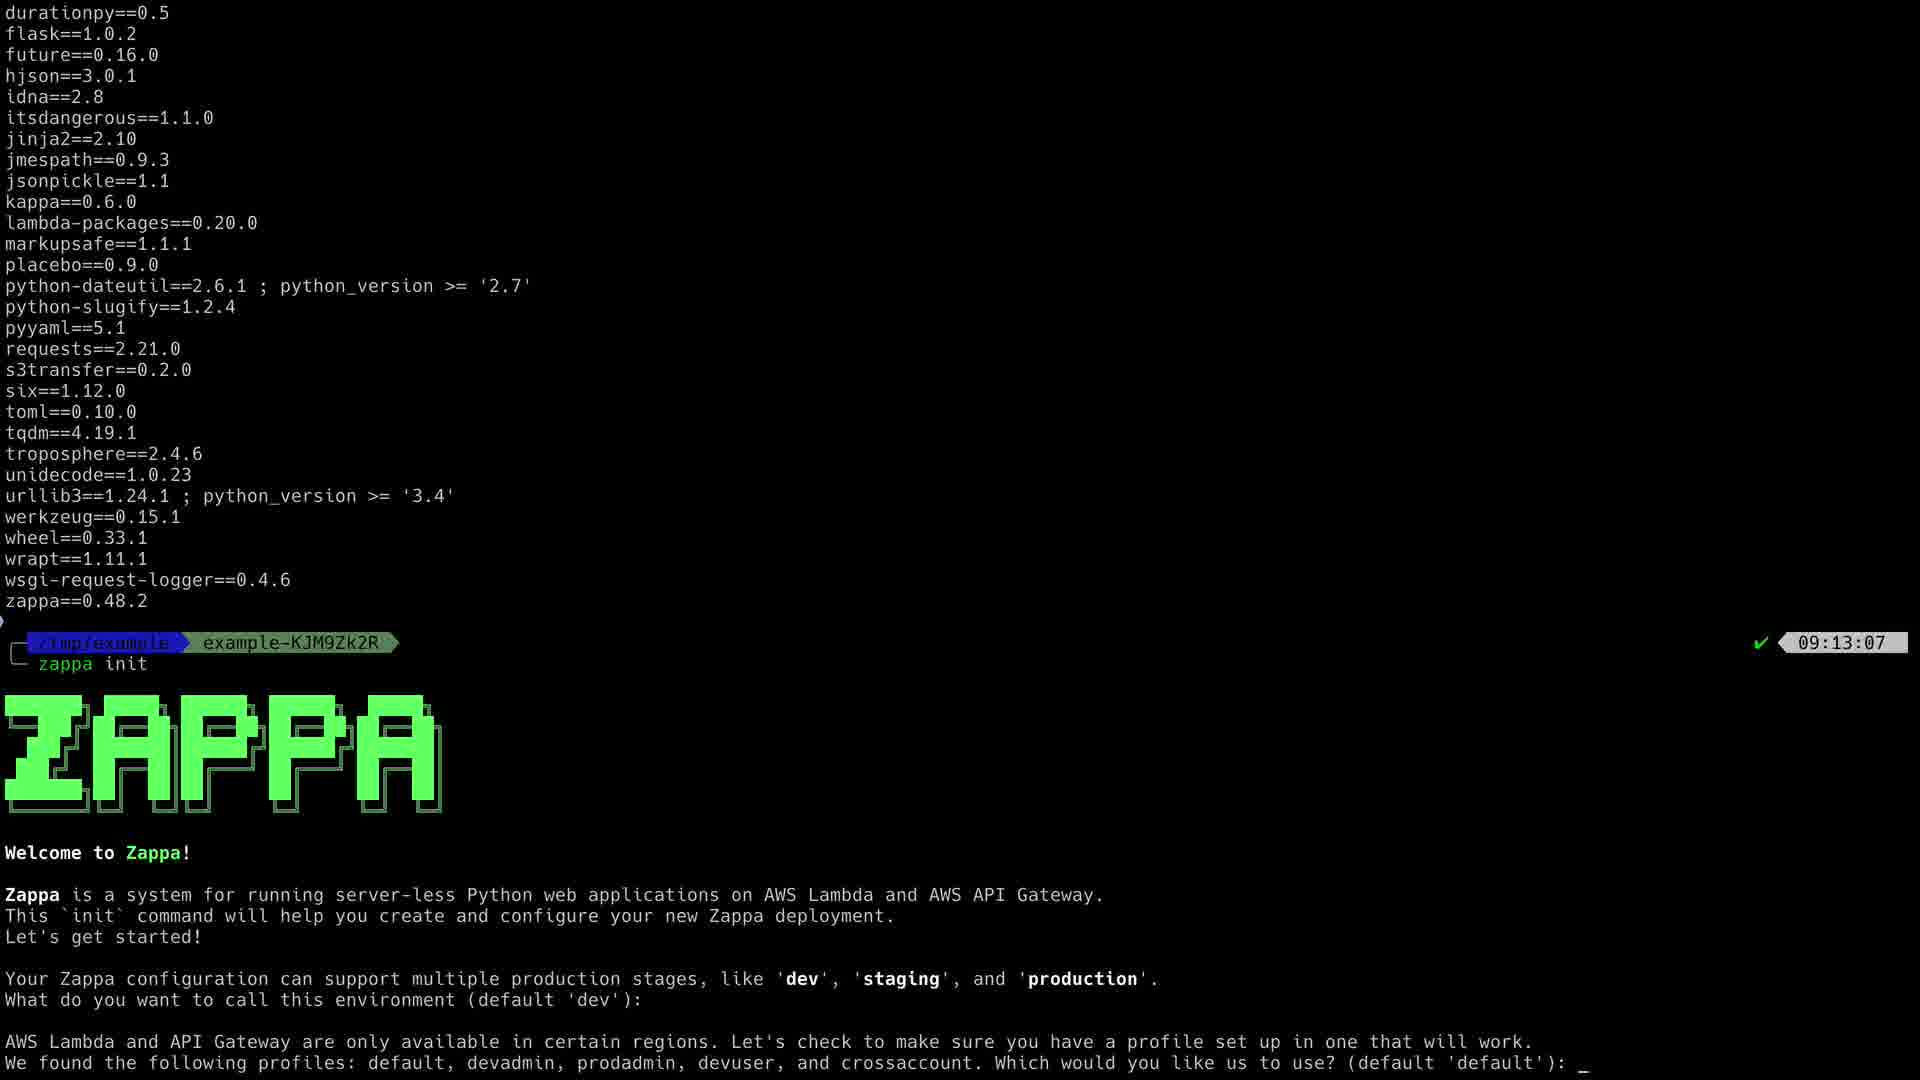 durationpy==0.5
flask==1.0.2
future==0.16.0
hjson==3.0.1
idna==2.8
itsdangerous==1.1.0
jinja2==2.10
jmespath==0.9.3
jsonpickle==1.1
kappa==0.6.0
lambda-packages==0.20.0
markupsafe==1.1.1
placebo==0.9.0
python-dateutil==2.6.1 ; python_version >= '2.7'
python-slugify==1.2.4
pyyaml==5.1
requests==2.21.0
s3transfer==0.2.0
six==1.12.0
toml==0.10.0
tqdm==4.19.1
troposphere==2.4.6
unidecode==1.0.23
urllib3==1.24.1 ; python_version >= '3.4'
werkzeug==0.15.1
wheel==0.33.1
wrapt==1.11.1
wsgi-request-logger==0.4.6
zappa==0.48.2
/tmp/example example-KJM9Zk2R ✔ 09:13:07
zappa init
ZAPPA
Welcome to Zappa!
Zappa is a system for running server-less Python web applications on AWS Lambda and AWS API Gateway.
This `init` command will help you create and configure your new Zappa deployment.
Let's get started!
Your Zappa configuration can support multiple production stages, like 'dev', 'staging', and 'production'.
What do you want to call this environment (default 'dev'):
AWS Lambda and API Gateway are only available in certain regions. Let's check to make sure you have a profile set up in one that will work.
We found the following profiles: default, devadmin, prodadmin, devuser, and crossaccount. Which would you like us to use? (default 'default'): _